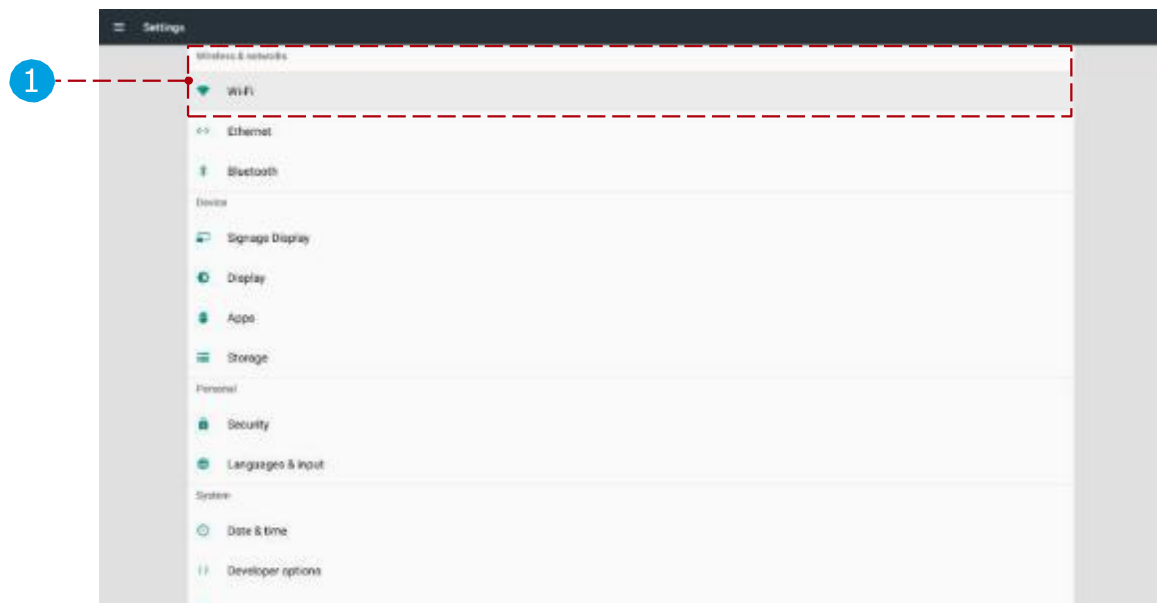 Settings
1
Wireless & networks
Wi-Fi
Ethernet
Bluetooth
Device
Signage Display
Display
Apps
Storage
Personal
Security
Languages & input
System
Date & time
Developer options